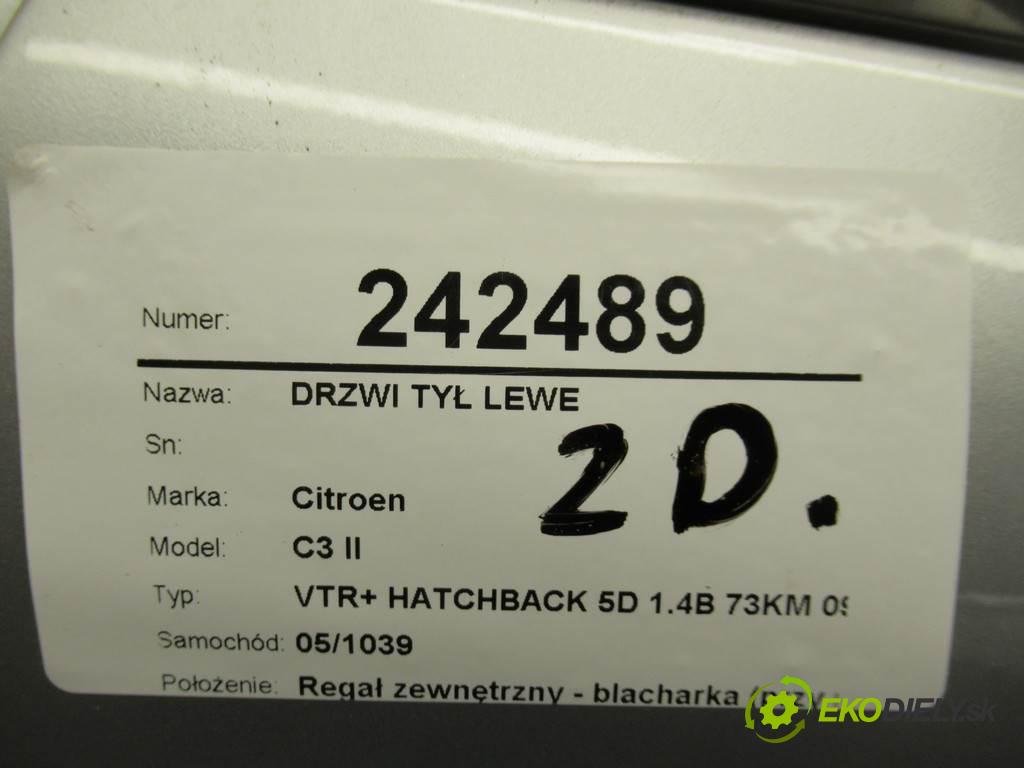 Numer: 242489
Nazwa: DRZWI TYŁ LEWE
2D.
Sn:
Marka: Citroen
Model: C3 II
Typ: VTR+ HATCHBACK 5D 1.4B 73KM
Samochód: 05/1039
Położenie: Regał zewnętrzny - blacharka
EKODIELY.sk